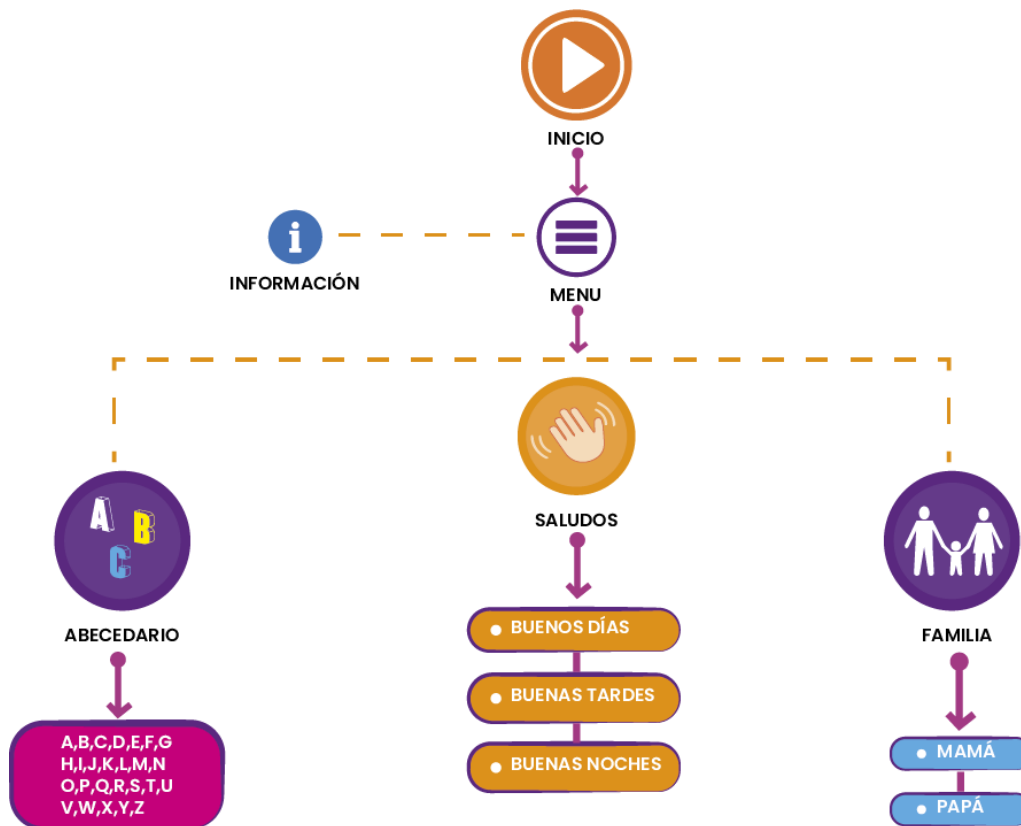 INICIO
i
INFORMACIÓN
MENU
A
B
C
ABECEDARIO
A,B,C,D,E,F,G
H,I,J,K,L,M,N
O,P,Q,R,S,T,U
V,W,X,Y,Z
SALUDOS
BUENOS DÍAS
BUENAS TARDES
BUENAS NOCHES
FAMILIA
MAMÁ
PAPÁ